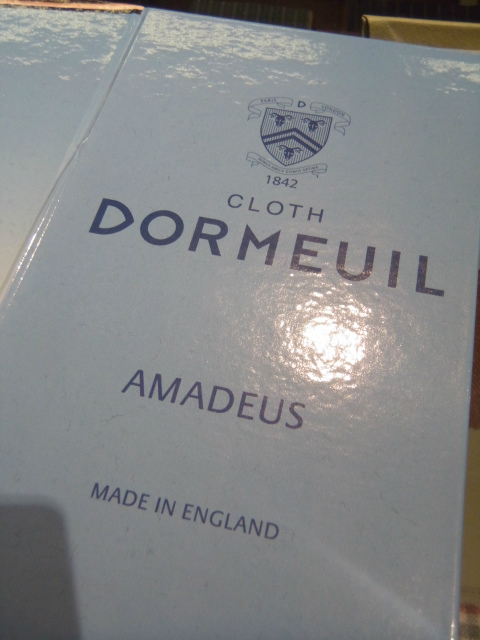 PARIS D LONDON
1842
CLOTH
DORMEUIL
AMADEUS
MADE IN ENGLAND